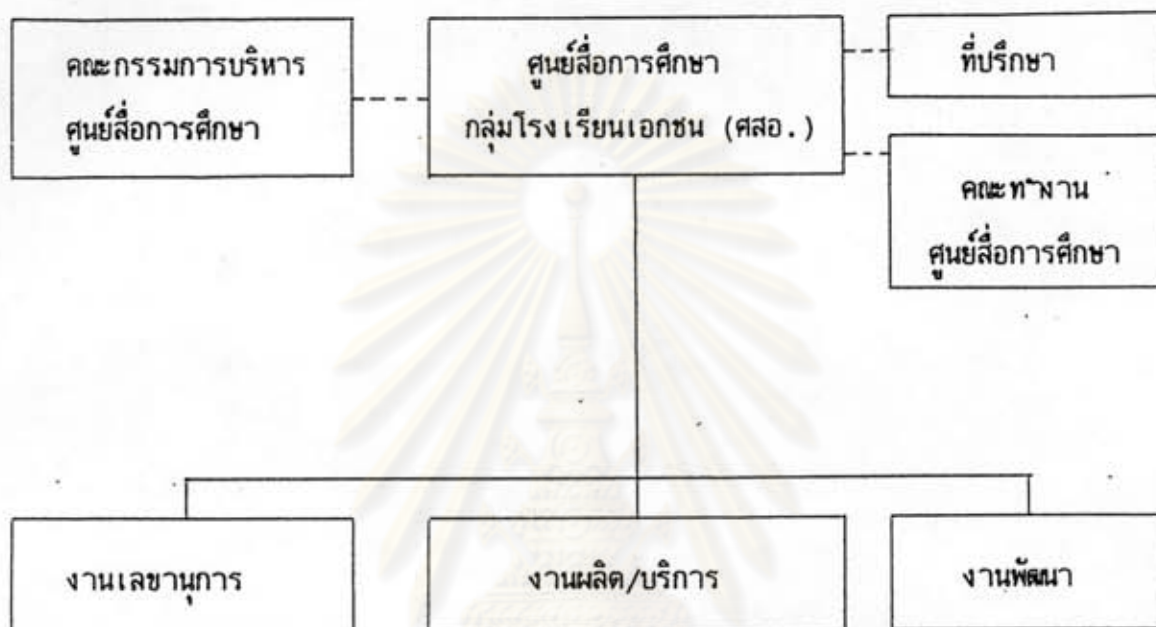 คณะกรรมการบริหาร
ศูนย์สื่อการศึกษา
ศูนย์สื่อการศึกษา
กลุ่มโรงเรียนเอกชน (ศสอ.)
ที่ปรึกษา
คณะทำงาน
ศูนย์สื่อการศึกษา
งานเลขานุการ
งานผลิต/บริการ
งานพัฒนา